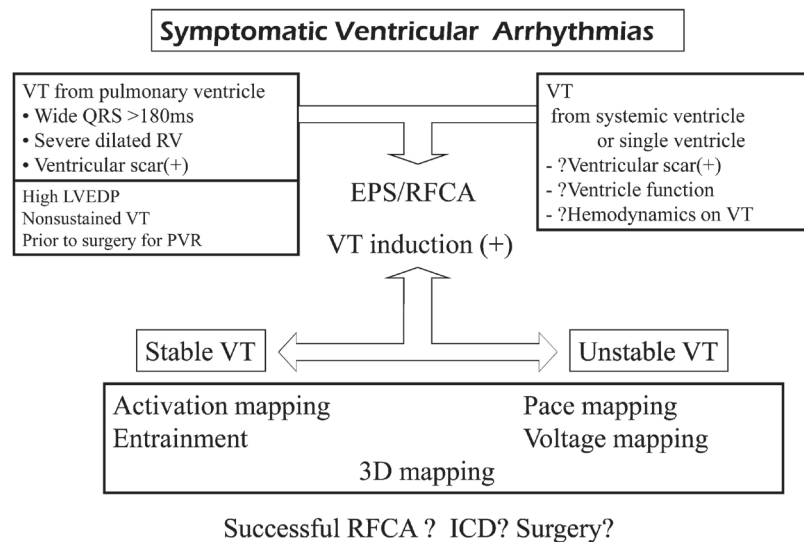 Symptomatic Ventricular Arrhythmias
VT from pulmonary ventricle
• Wide QRS >180ms
• Severe dilated RV
• Ventricular scar(+)
High LVEDP
Nonsustained VT
Prior to surgery for PVR
VT
from systemic ventricle
or single ventricle
- ?Ventricular scar(+)
- ?Ventricle function
- ?Hemodynamics on VT
EPS/RFCA
VT induction (+)
Stable VT
Unstable VT
Activation mapping
Entrainment
Pace mapping
Voltage mapping
3D mapping
Successful RFCA ? ICD? Surgery?